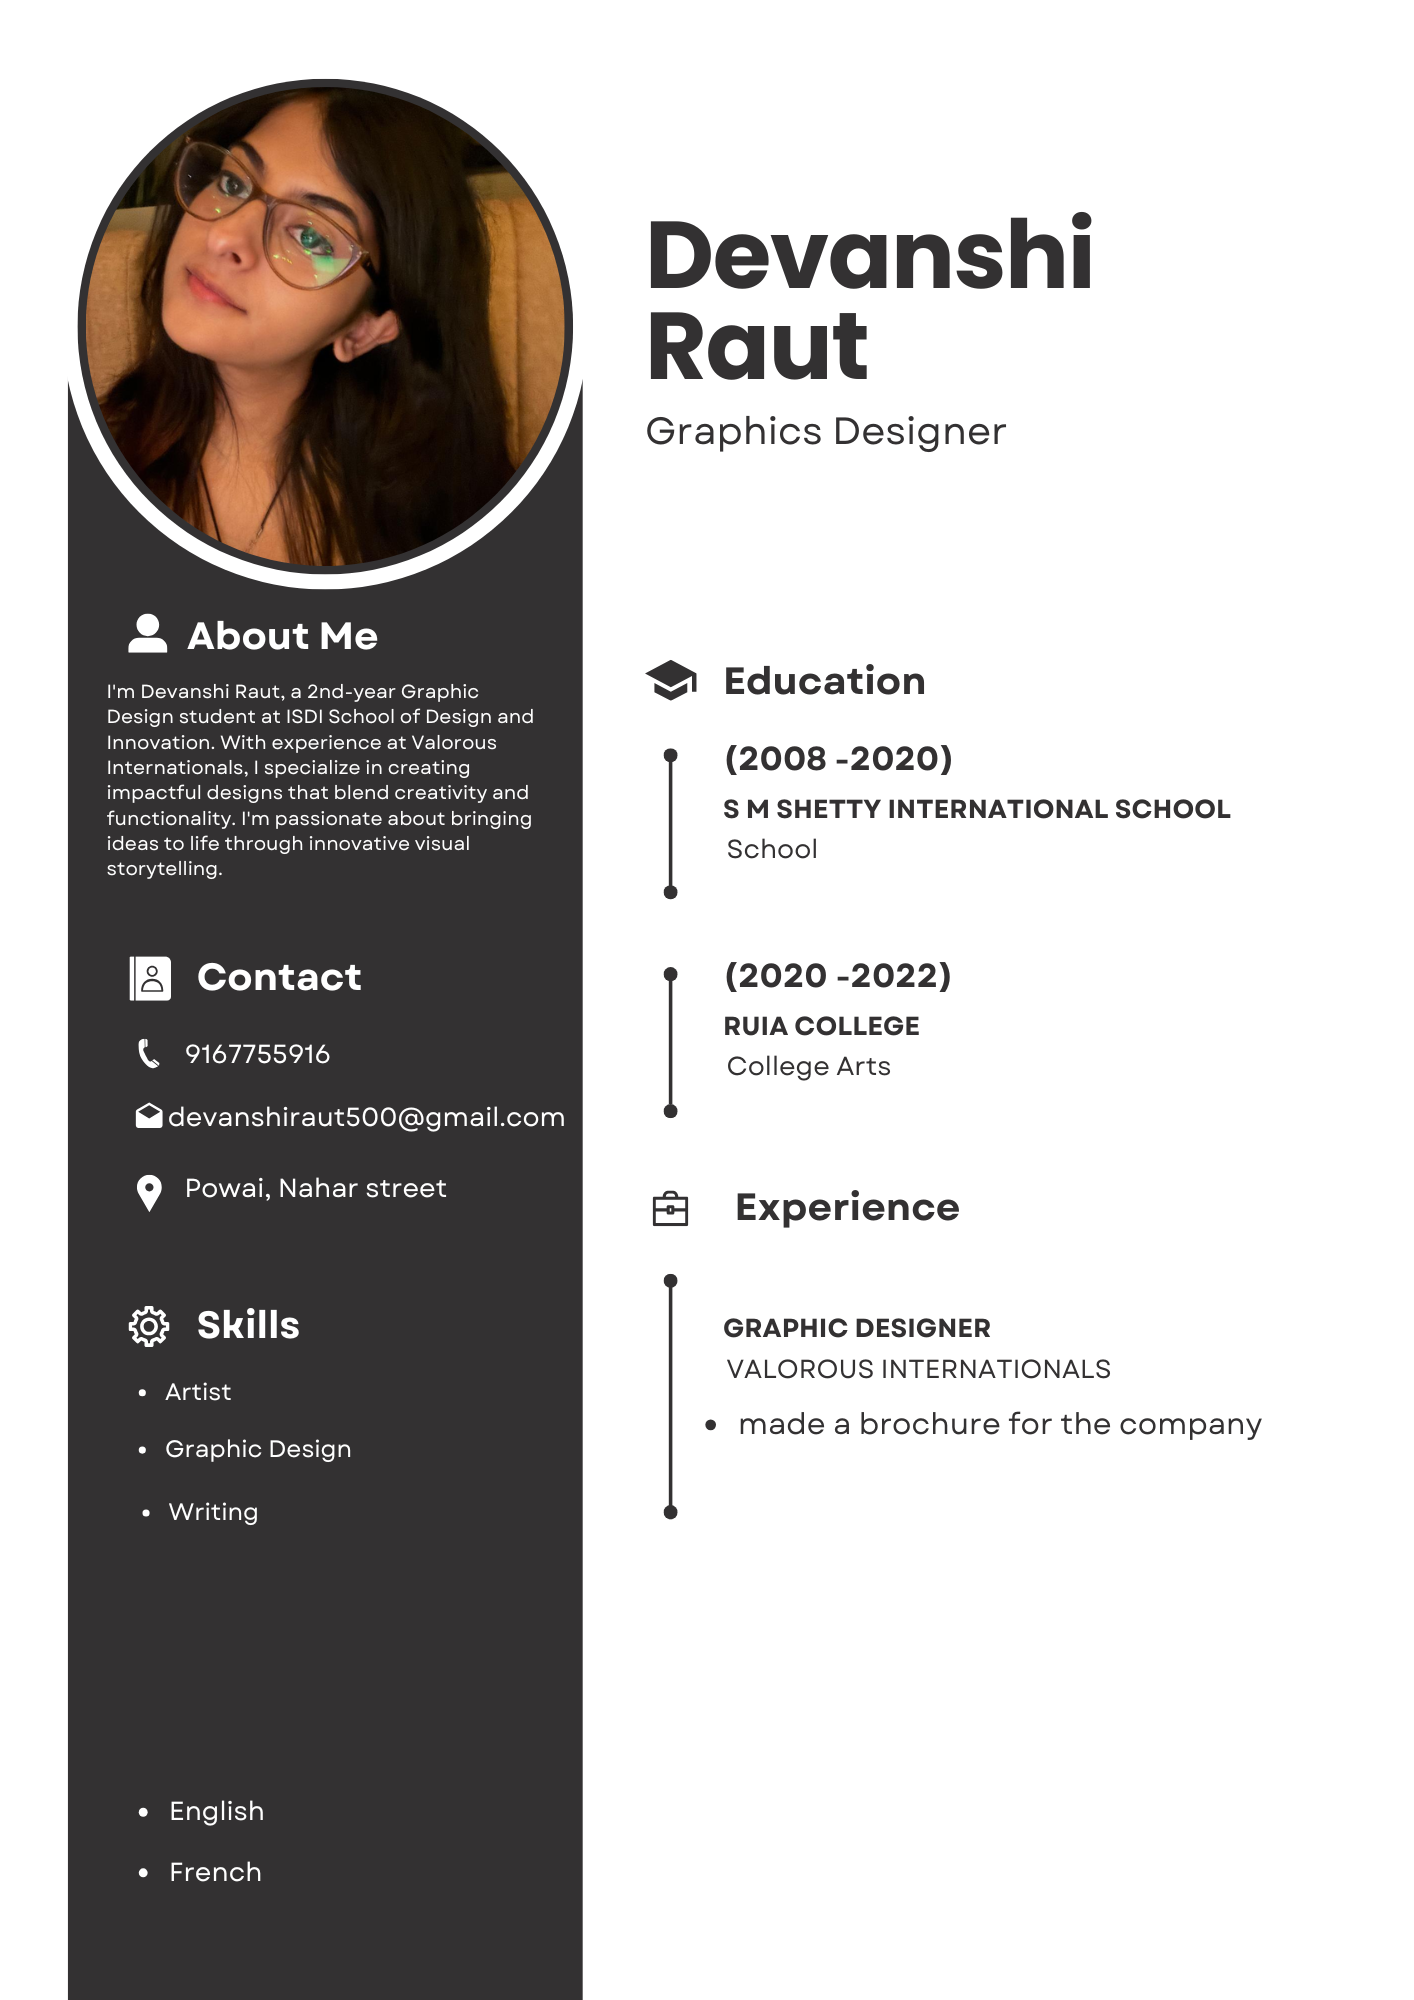 Devanshi
Raut
Graphics Designer
About Me
I'm Devanshi Raut, a 2nd-year Graphic
Design student at ISDI School of Design and
Innovation. With experience at Valorous
Internationals, I specialize in creating
impactful designs that blend creativity and
functionality. I'm passionate about bringing
ideas to life through innovative visual
storytelling.
Contact
9167755916
devanshiraut500@gmail.com
Powai, Nahar street
Skills
• Artist
• Graphic Design
• Writing
• English
• French
Education
(2008 -2020)
S M SHETTY INTERNATIONAL SCHOOL
School
(2020 -2022)
RUIA COLLEGE
College Arts
Experience
GRAPHIC DESIGNER
VALOROUS INTERNATIONALS
• made a brochure for the company